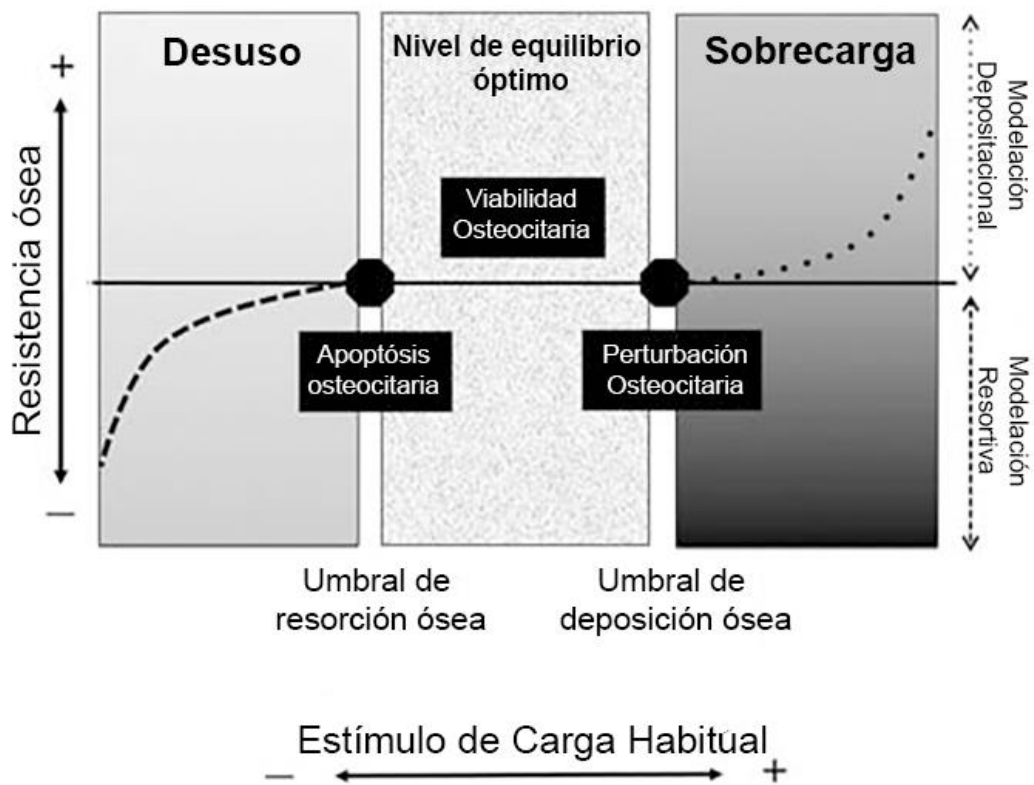 Desuso
Nivel de equilibrio
óptimo
Sobrecarga
+
Resistencia ósea
—
Viabilidad
Osteocitaria
Apoptósis
osteocitaria
Perturbación
Osteocitaria
Modelación
Depositacional
Modelación
Resortiva
Umbral de
resorción ósea
Umbral de
deposición ósea
Estímulo de Carga Habitual
— +